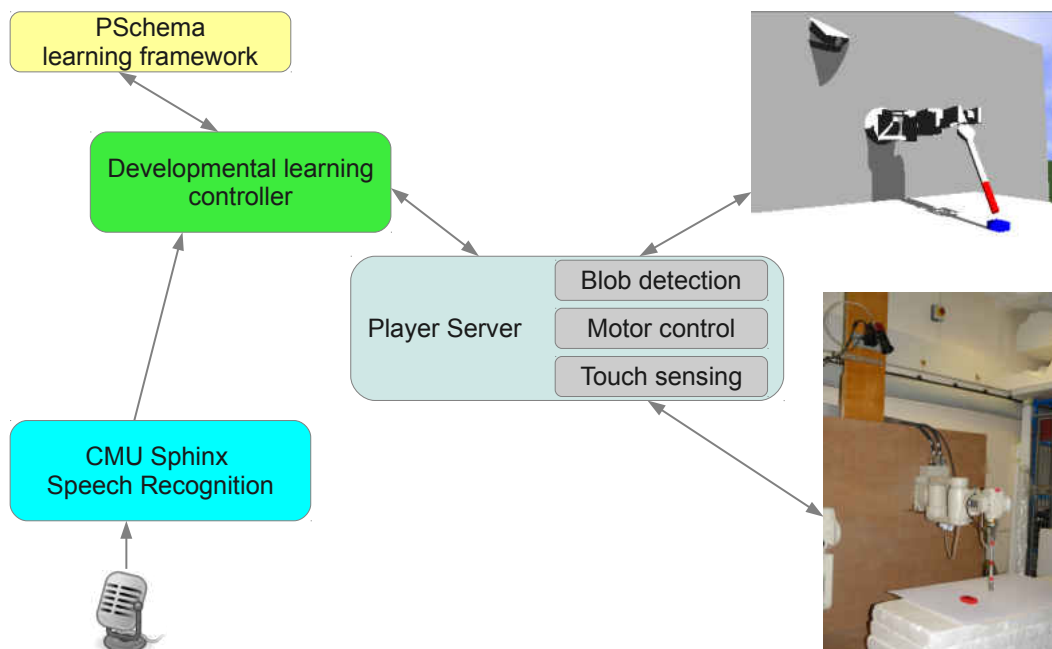 PSchema
learning framework
Developmental learning
controller
Blob detection
Player Server
Motor control
Touch sensing
CMU Sphinx
Speech Recognition